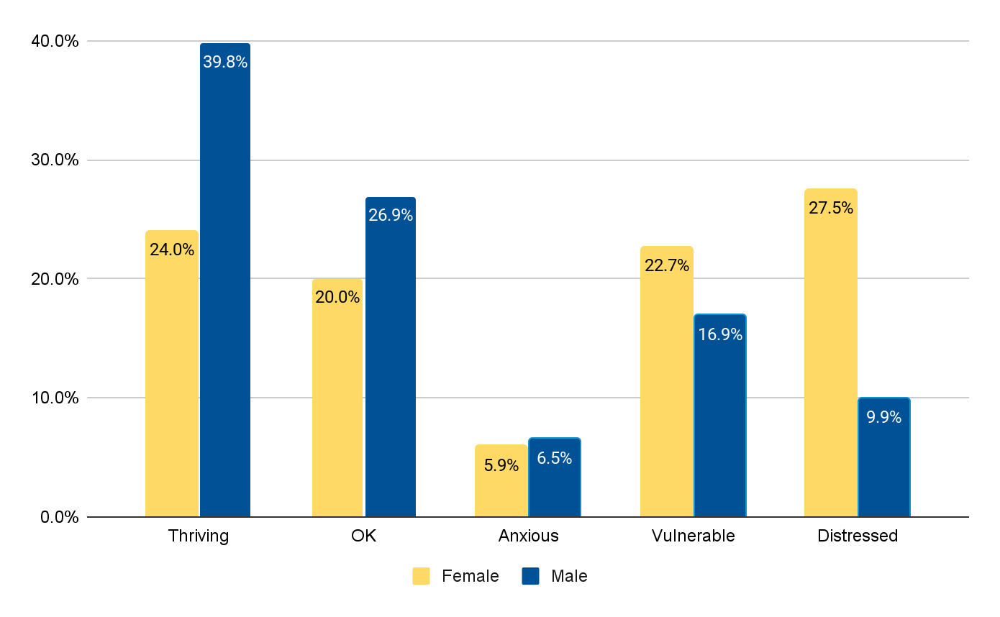 40.0%
39.8%
30.0%
27.5%
26.9%
24.0%
22.7%
20.0%
20.0%
16.9%
10.0%
9.9%
5.9%
6.5%
0.0%
Thriving
OK
Anxious
Vulnerable
Distressed
Female
Male